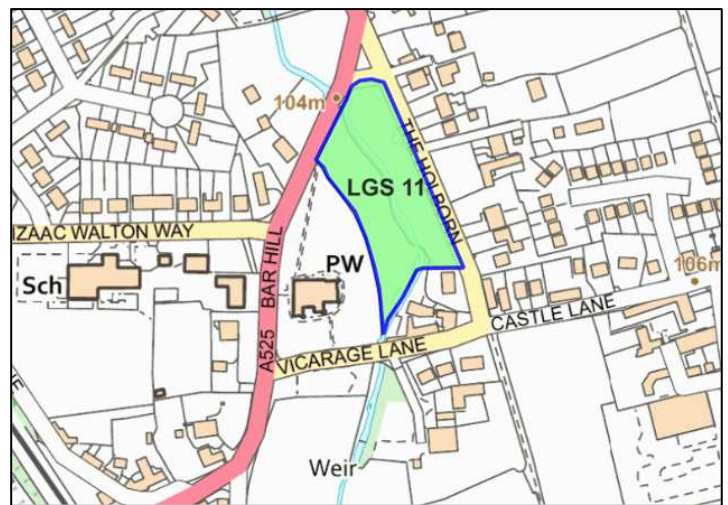 104m
THE HOLBORN
LGS 11
IZAAC WALTON WAY
Sch
A525 BAR HILL
PW
106m
CASTLE LANE
VICARAGE LANE
Weir